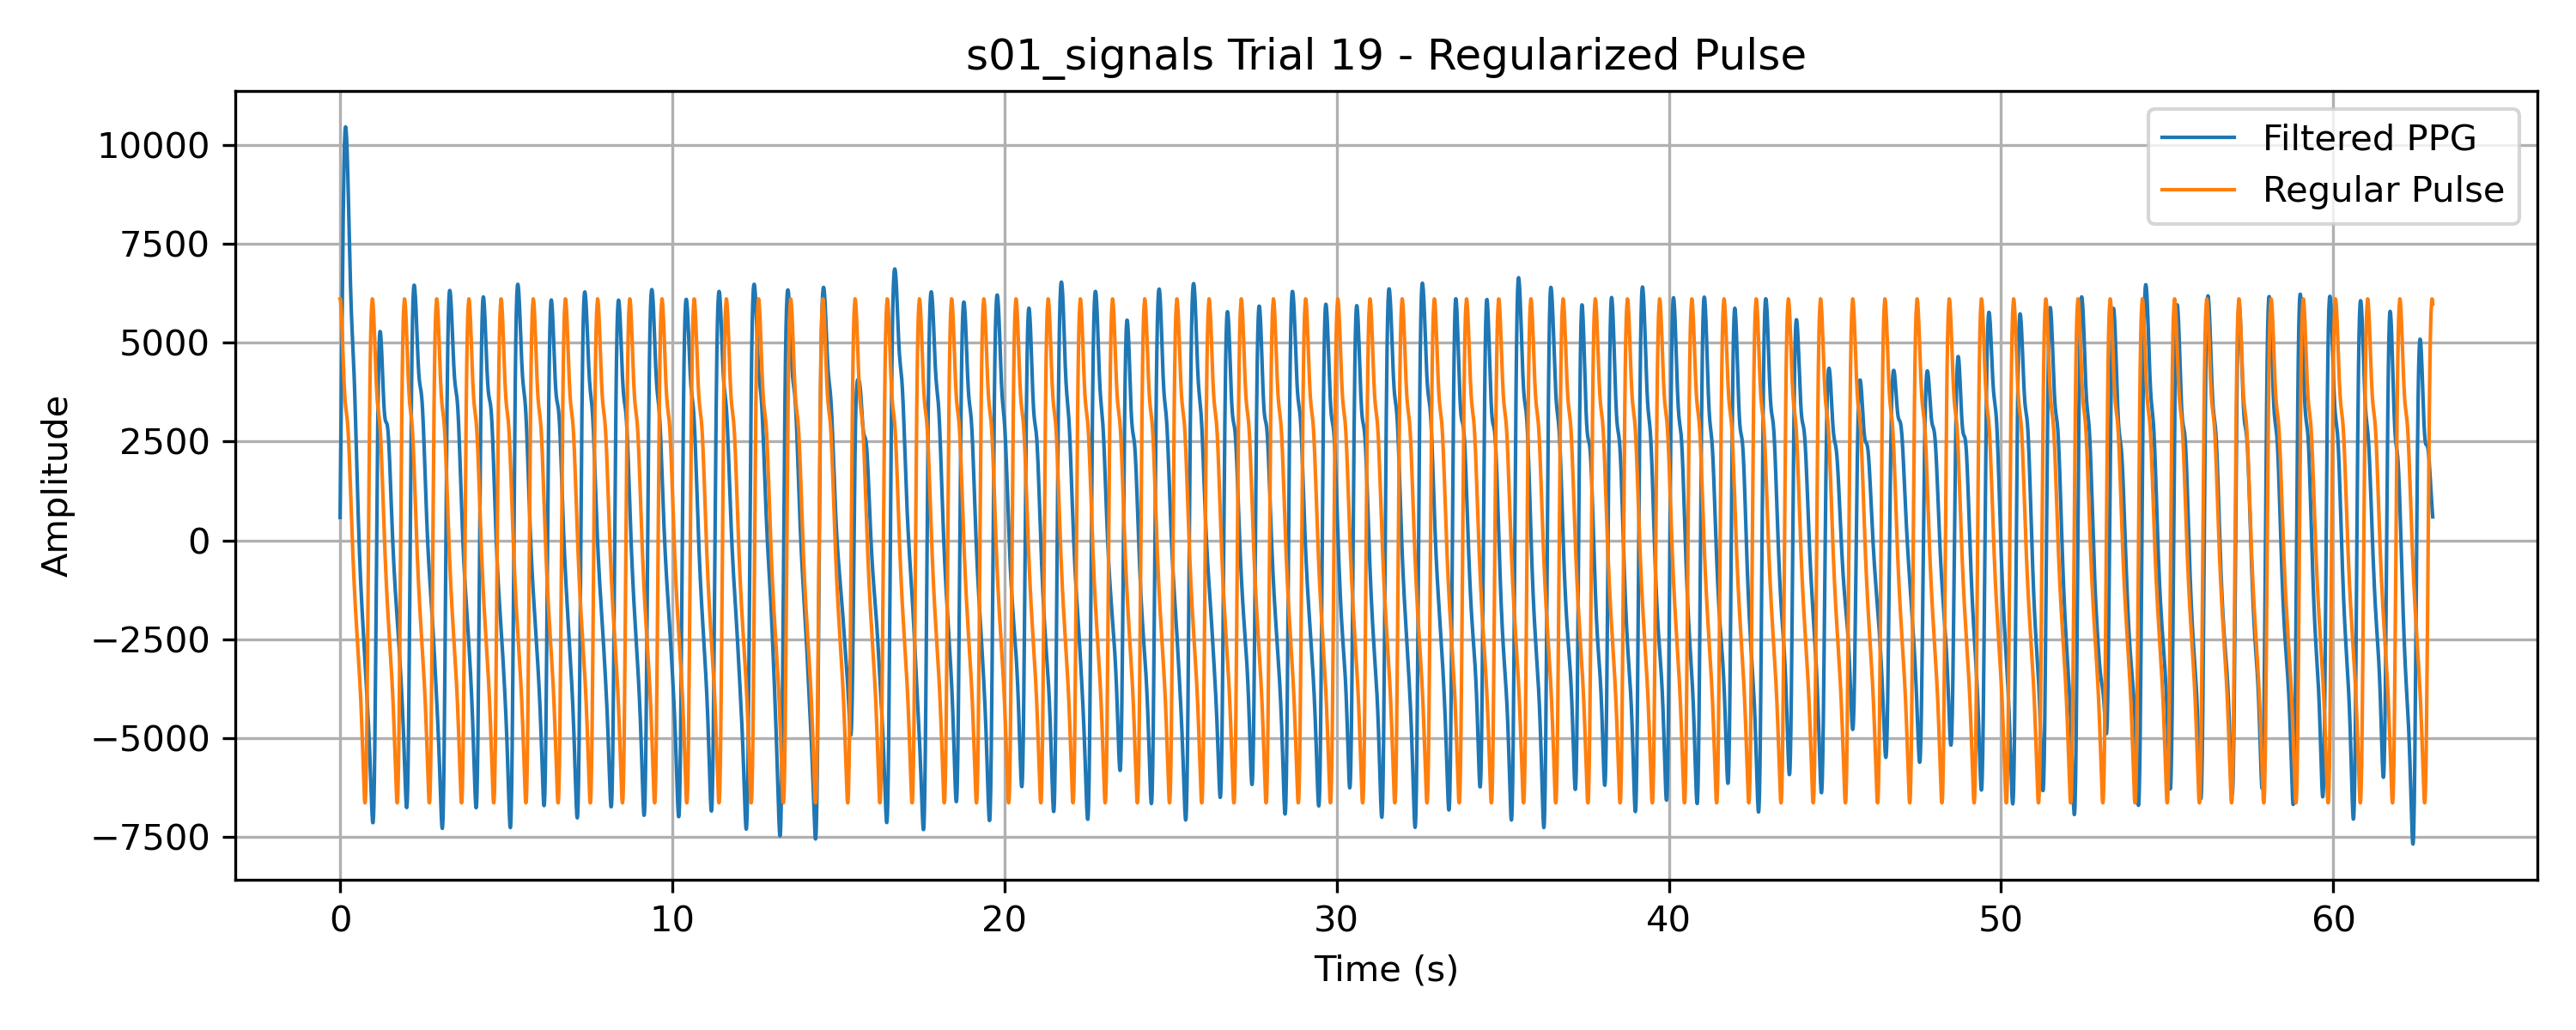 s01_signals Trial 19 - Regularized Pulse
Filtered PPG
Regular Pulse
10000
7500
5000
2500
0
−2500
−5000
−7500
Amplitude
0 10 20 30 40 50 60
Time (s)